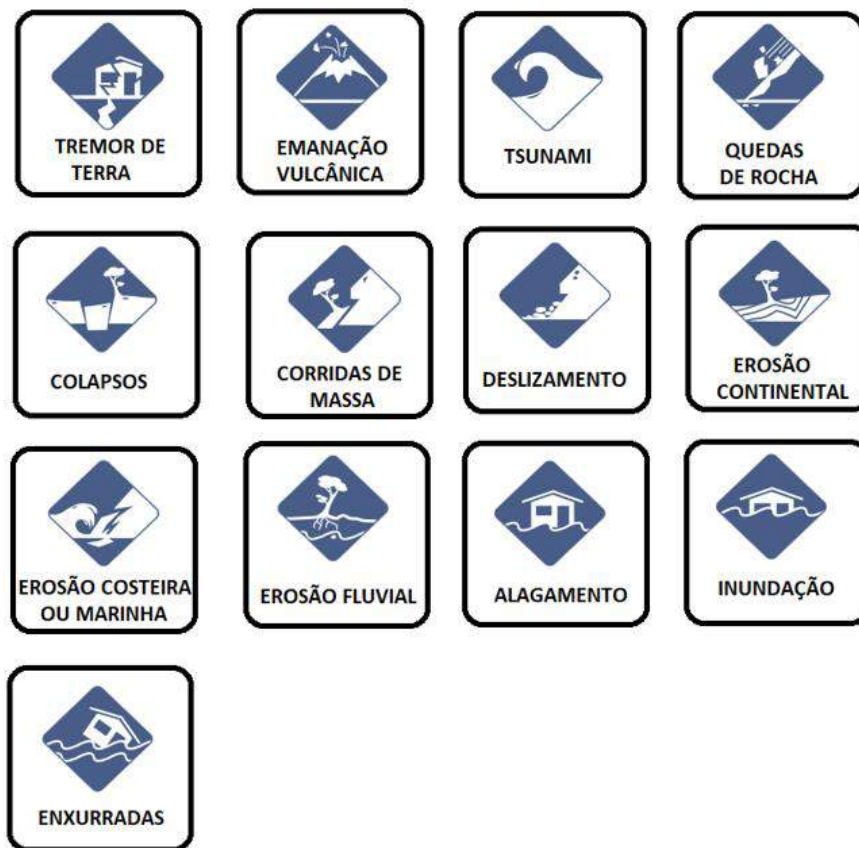 TREMOR DE
TERRA
EMANAÇÃO
VULCÂNICA
TSUNAMI
QUEDAS
DE ROCHA
COLAPSOS
CORRIDAS DE
MASSA
DESLIZAMENTO
EROSÃO
CONTINENTAL
EROSÃO COSTEIRA
OU MARINHA
EROSÃO FLUVIAL
ALAGAMENTO
INUNDAÇÃO
ENXURRADAS